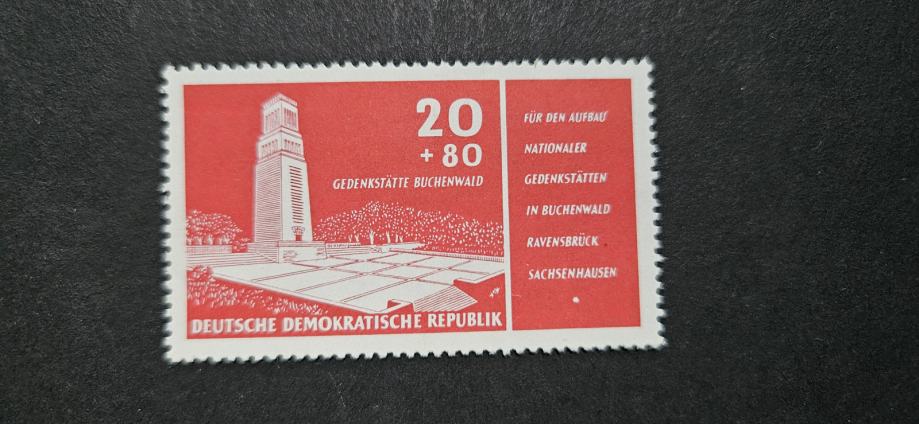 20
+ 80
GEDENKSTÄTTE BUCHENWALD
DEUTSCHE DEMOKRATISCHE REPUBLIK
FÜR DEN AUFBAU
NATIONALER
GEDENKSTÄTTEN
IN BUCHENWALD
RAVENSBRÜCK
SACHSENHAUSEN